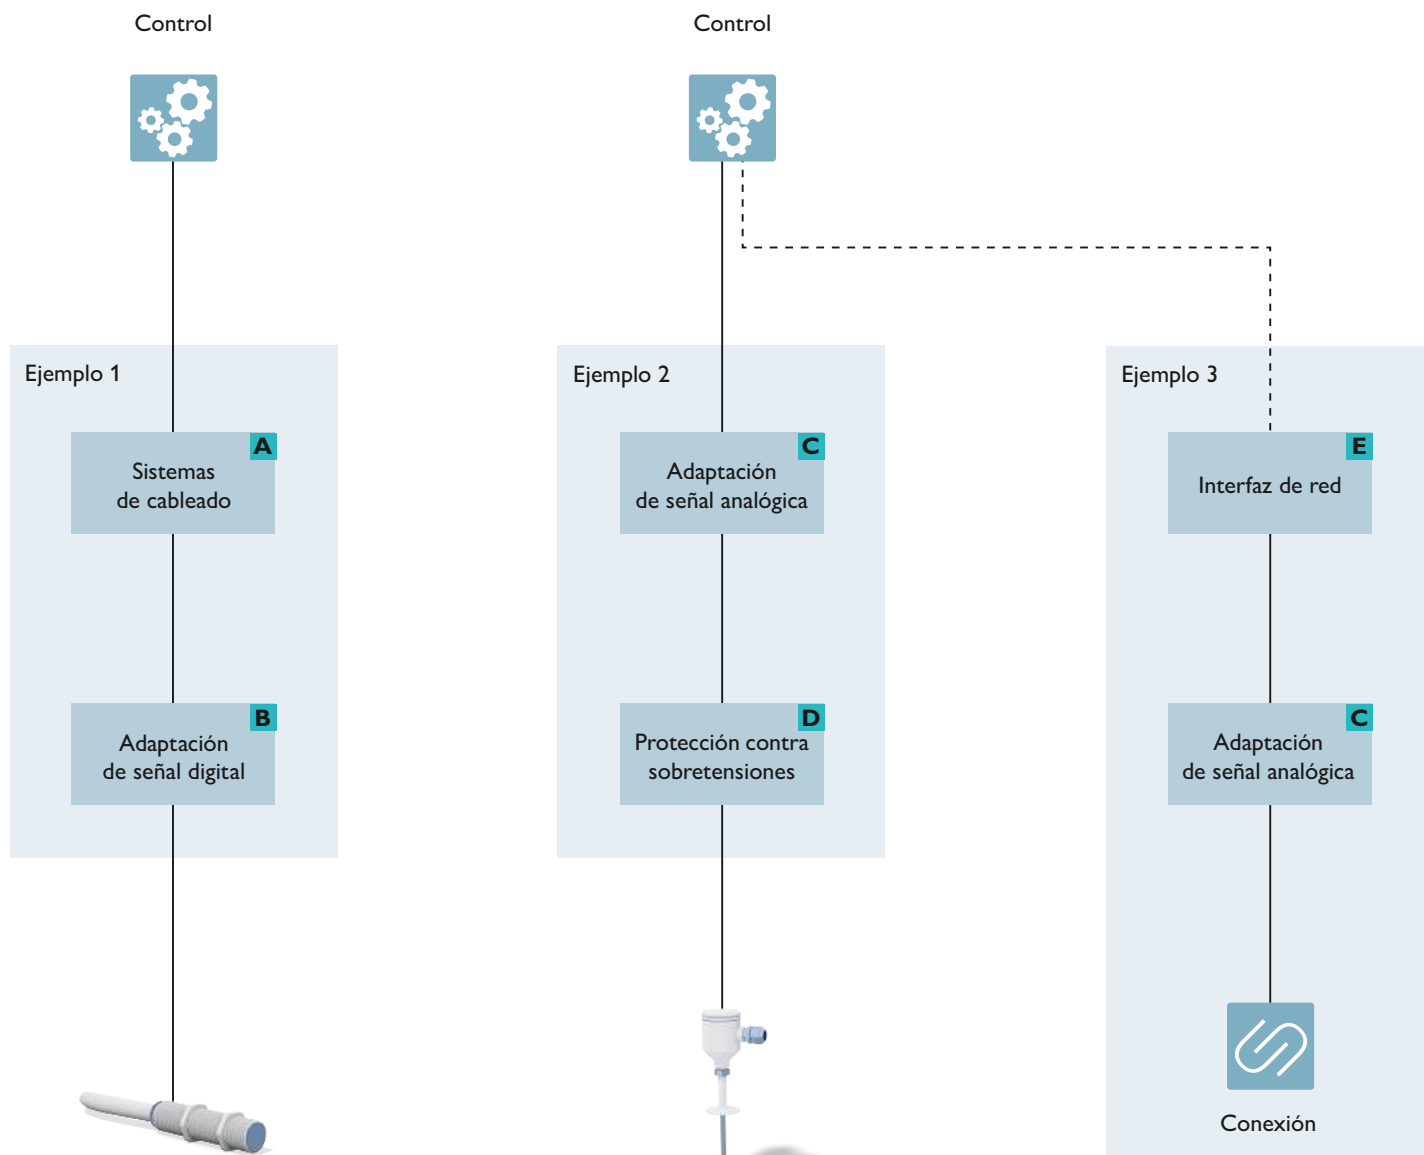 Control
Control
Ejemplo 1
A
Sistemas
de cableado
B
Adaptación
de señal digital
Ejemplo 2
C
Adaptación
de señal analógica
D
Protección contra
sobretensiones
Ejemplo 3
E
Interfaz de red
C
Adaptación
de señal analógica
Conexión